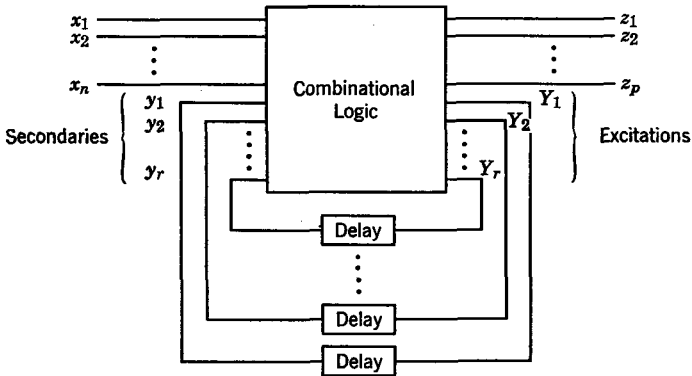 x₁ z₁
x₂ z₂
xₙ zₚ
Combinational
Logic
y₁ Y₁
Secondaries y₂ Y₂ Excitations
yᵣ Yᵣ
Delay
Delay
Delay